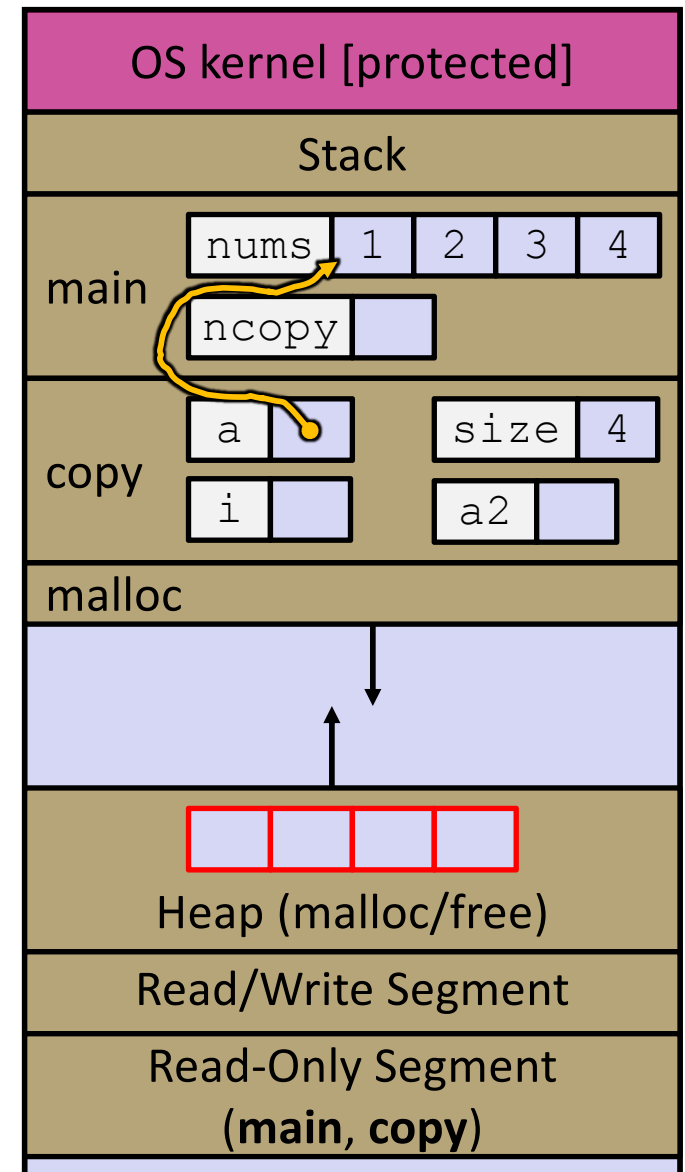 OS kernel [protected]
Stack
main
nums 1 2 3 4
ncopy
copy
a
size 4
i
a2
malloc
Heap (malloc/free)
Read/Write Segment
Read-Only Segment
(main, copy)